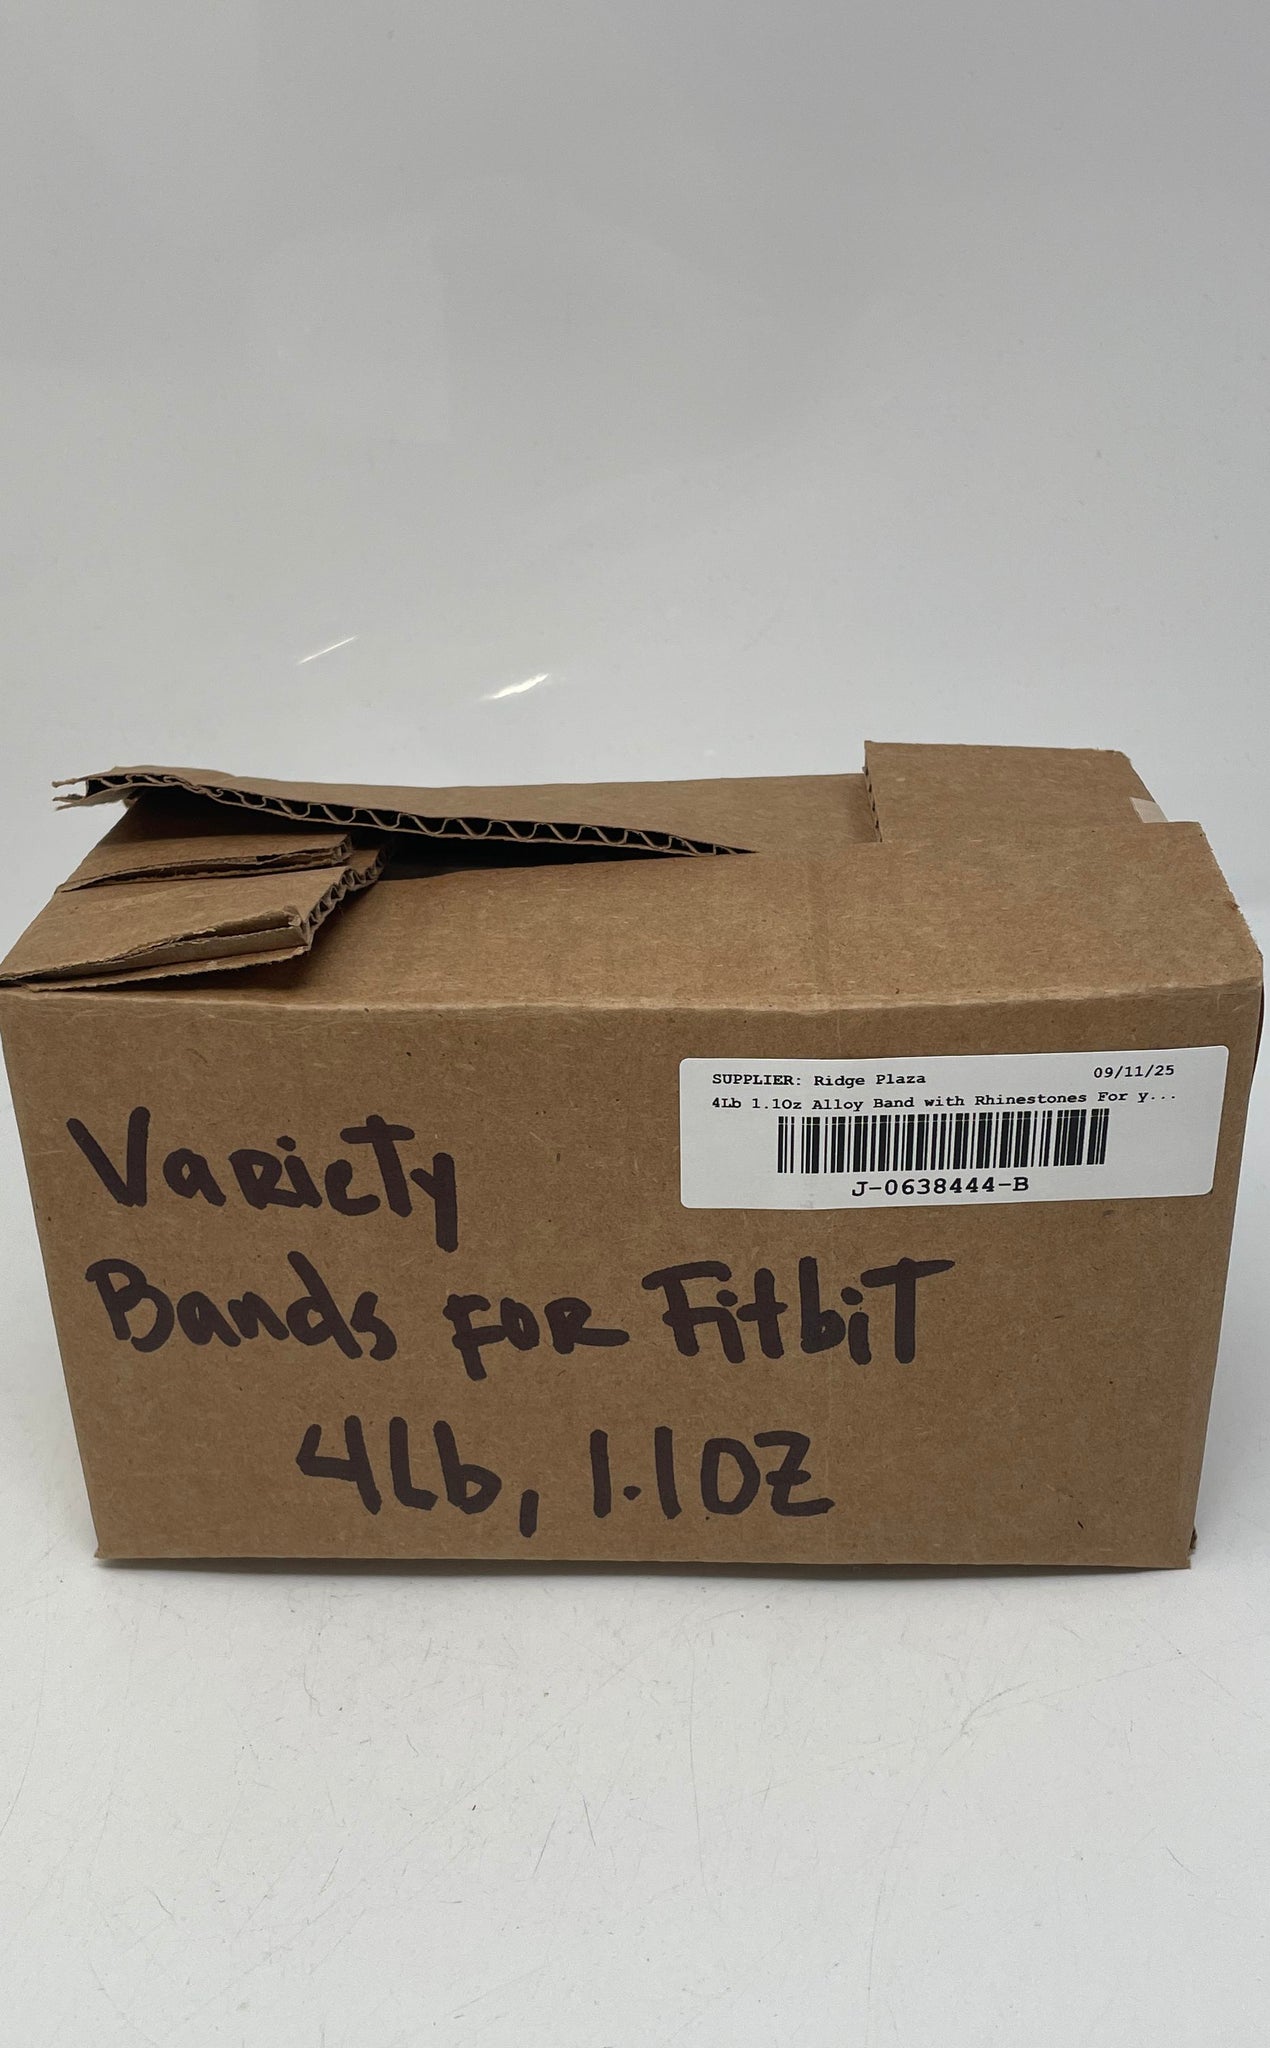 SUPPLIER: Ridge Plaza 09/11/25
4Lb 1.1Oz Alloy Band with Rhinestones For y...
J-0638444-B
Variety
Bands FOR FitbiT
4Lb, 1.1OZ